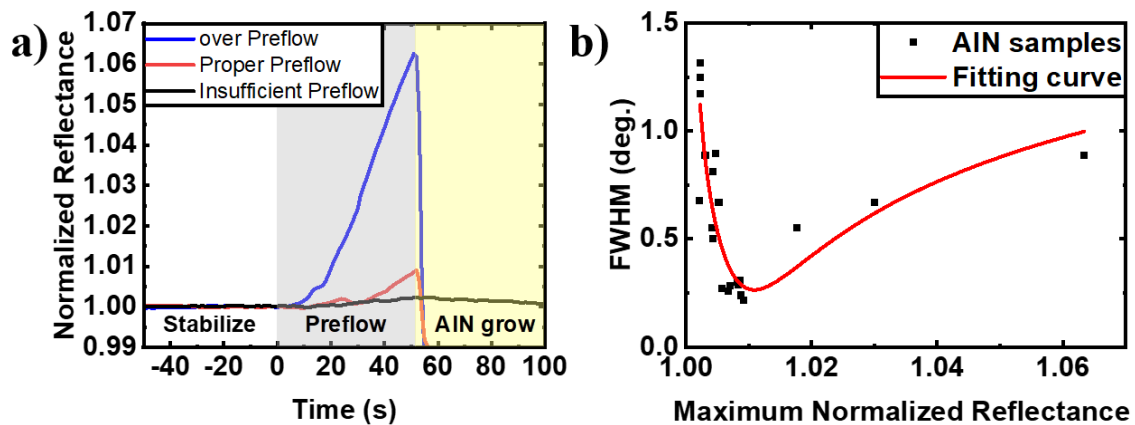 a)
Normalized Reflectance
1.07
1.06
1.05
1.04
1.03
1.02
1.01
1.00
0.99
over Preflow
Proper Preflow
Insufficient Preflow
Stabilize
Preflow
AlN grow
-40 -20 0 20 40 60 80 100
Time (s)
b)
FWHM (deg.)
1.5
1.0
0.5
0.0
AlN samples
Fitting curve
1.00 1.02 1.04 1.06
Maximum Normalized Reflectance